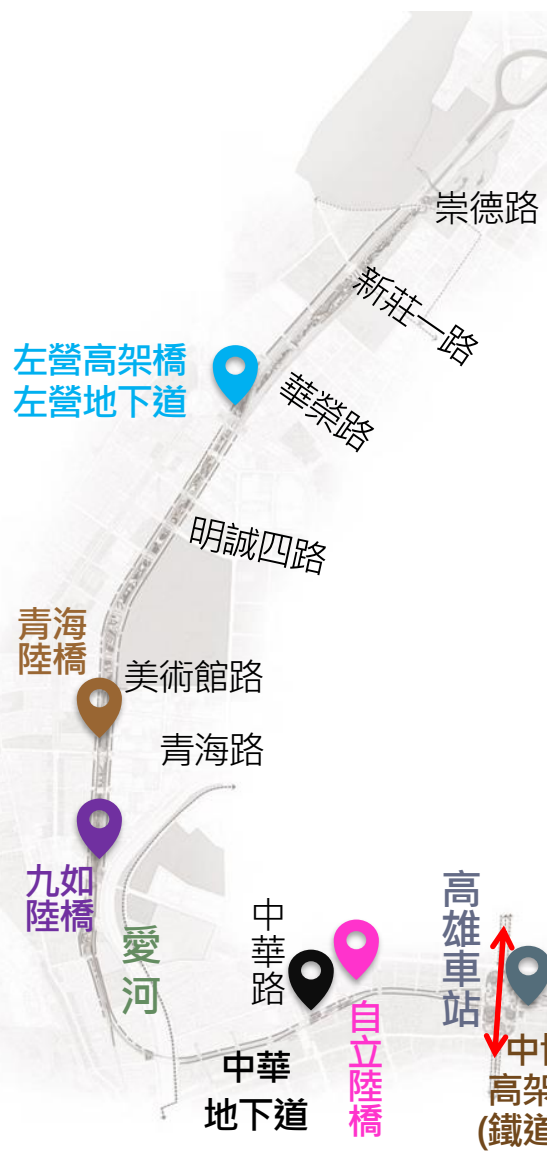 崇德路
新莊一路
左營高架橋
左營地下道
華榮路
明誠四路
青海
陸橋
美術館路
青海路
九如
陸橋
愛河
中華路
高雄車站
自立陸橋
中華
地下道
中
高架
(鐵道